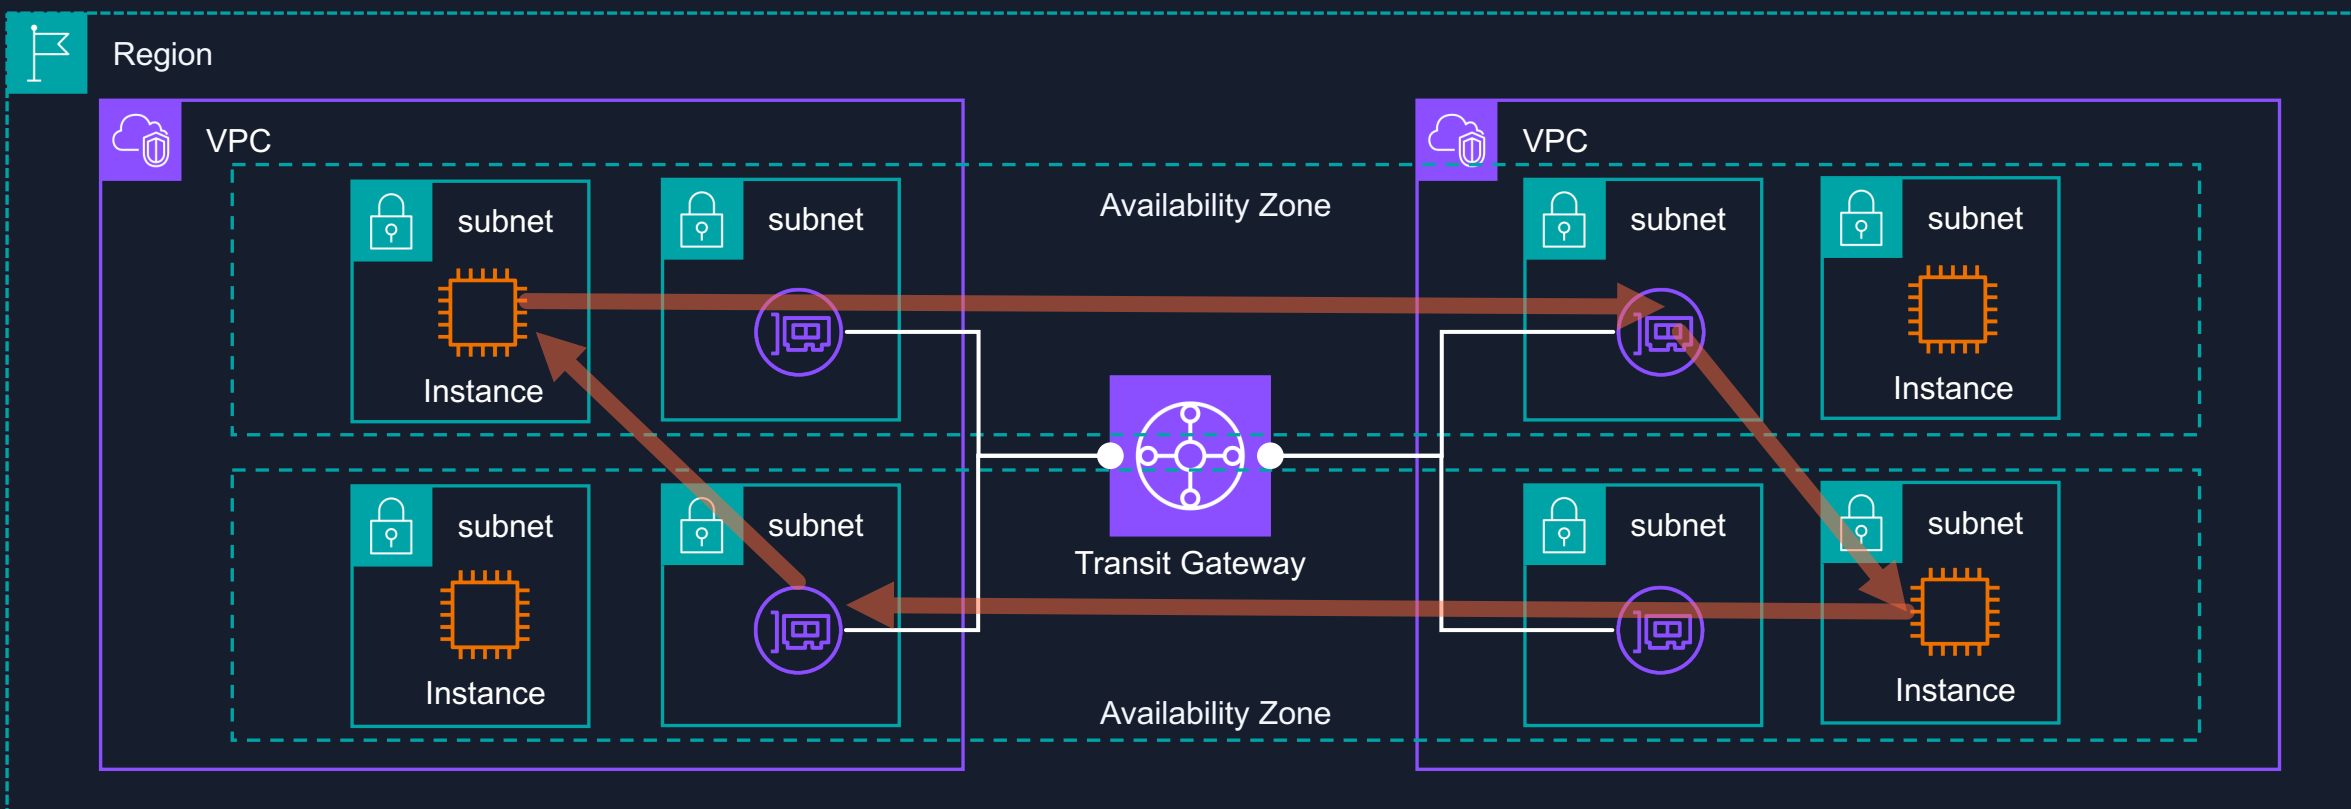 Region
VPC
VPC
Availability Zone
subnet
subnet
subnet
subnet
Instance
Instance
Transit Gateway
subnet
subnet
subnet
subnet
Instance
Instance
Availability Zone